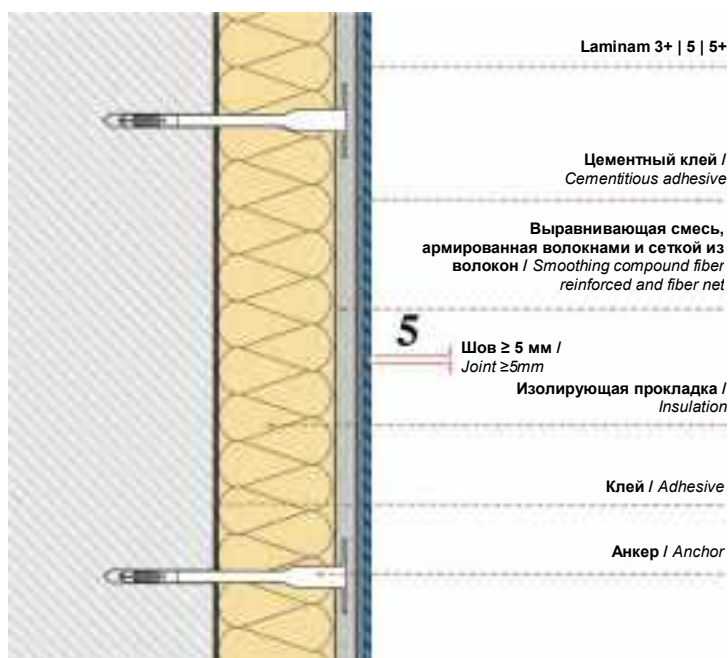 Laminam 3+ | 5 | 5+
Цементный клей /
Cementitious adhesive
Выравнивающая смесь,
армированная волокнами и сеткой из
волокон / Smoothing compound fiber
reinforced and fiber net
5
Шов ≥ 5 мм /
Joint ≥5mm
Изолирующая прокладка /
Insulation
Клей / Adhesive
Анкер / Anchor